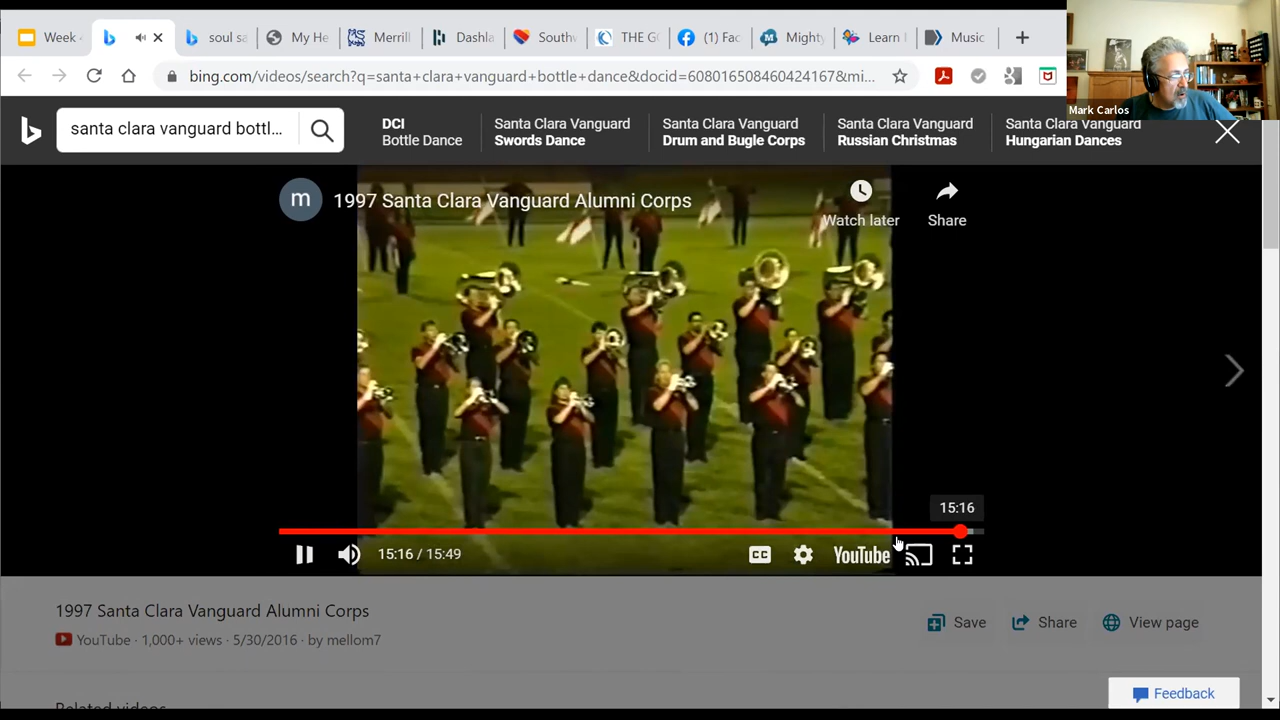 Week
soul sa
My He
Merrill
Dashla
Southw
THE G
(1) Fac
Mighty
Learn
Music
bing.com/videos/search?q=santa+clara+vanguard+bottle+dance&docid=608016508460424167&mi...
Mark Carlos
santa clara vanguard bottl...
DCI
Bottle Dance
Santa Clara Vanguard
Swords Dance
Santa Clara Vanguard
Drum and Bugle Corps
Santa Clara Vanguard
Russian Christmas
Santa Clara Vanguard
Hungarian Dances
m
1997 Santa Clara Vanguard Alumni Corps
Watch later
Share
15:16
15:16 / 15:49
CC
YouTube
1997 Santa Clara Vanguard Alumni Corps
YouTube · 1,000+ views · 5/30/2016 · by mellom7
Save
Share
View page
Related videos
Feedback